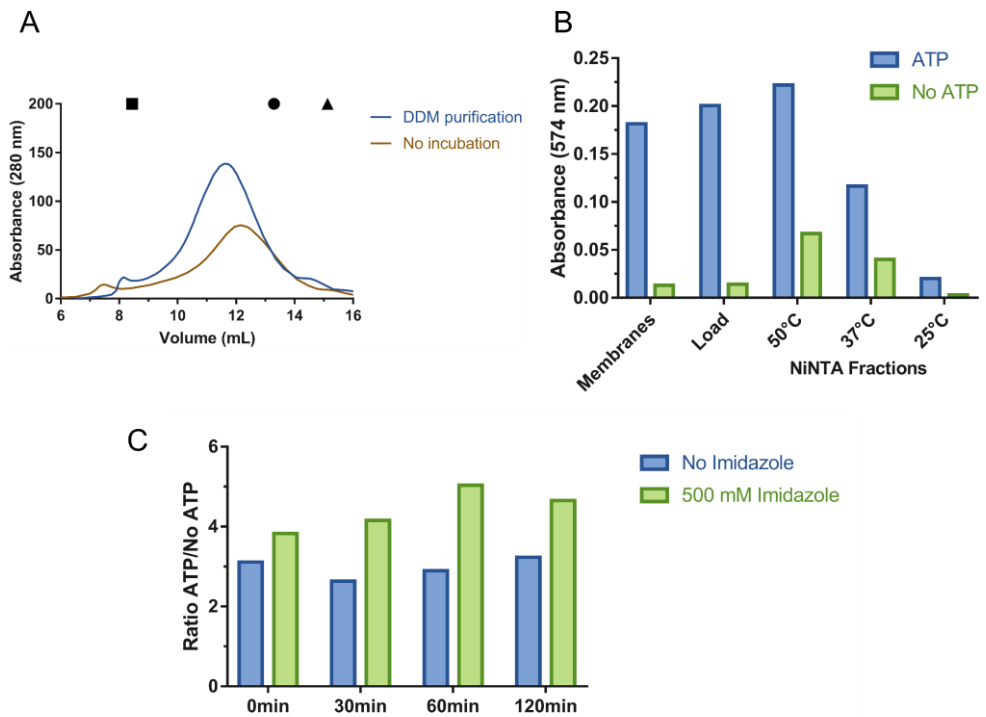 A
Absorbance (280 nm)
200
150
100
50
0
6 8 10 12 14 16
Volume (mL)
DDM purification
No incubation
B
Absorbance (574 nm)
0.25
0.20
0.15
0.10
0.05
0.00
Membranes
Load
50°C
37°C
25°C
NiNTA Fractions
ATP
No ATP
C
Ratio ATP/No ATP
6
4
2
0
0min 30min 60min 120min
No Imidazole
500 mM Imidazole